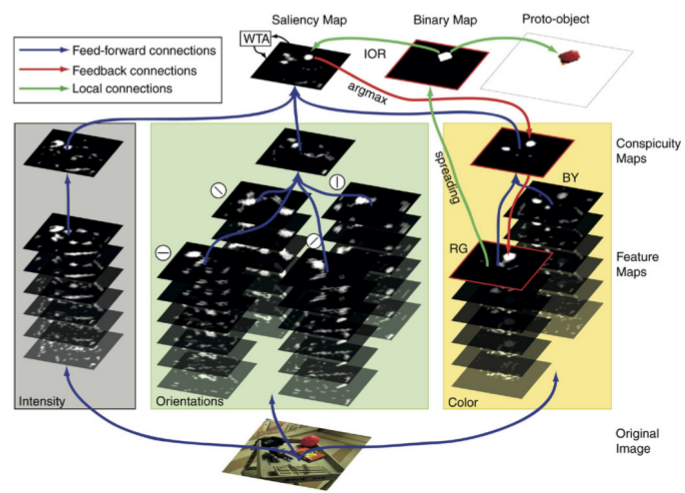 Saliency Map
Binary Map
Proto-object
WTA
IOR
Feed-forward connections
Feedback connections
Local connections
argmax
spreading
Conspicuity
Maps
BY
RG
Feature
Maps
Intensity
Orientations
Color
Original
Image